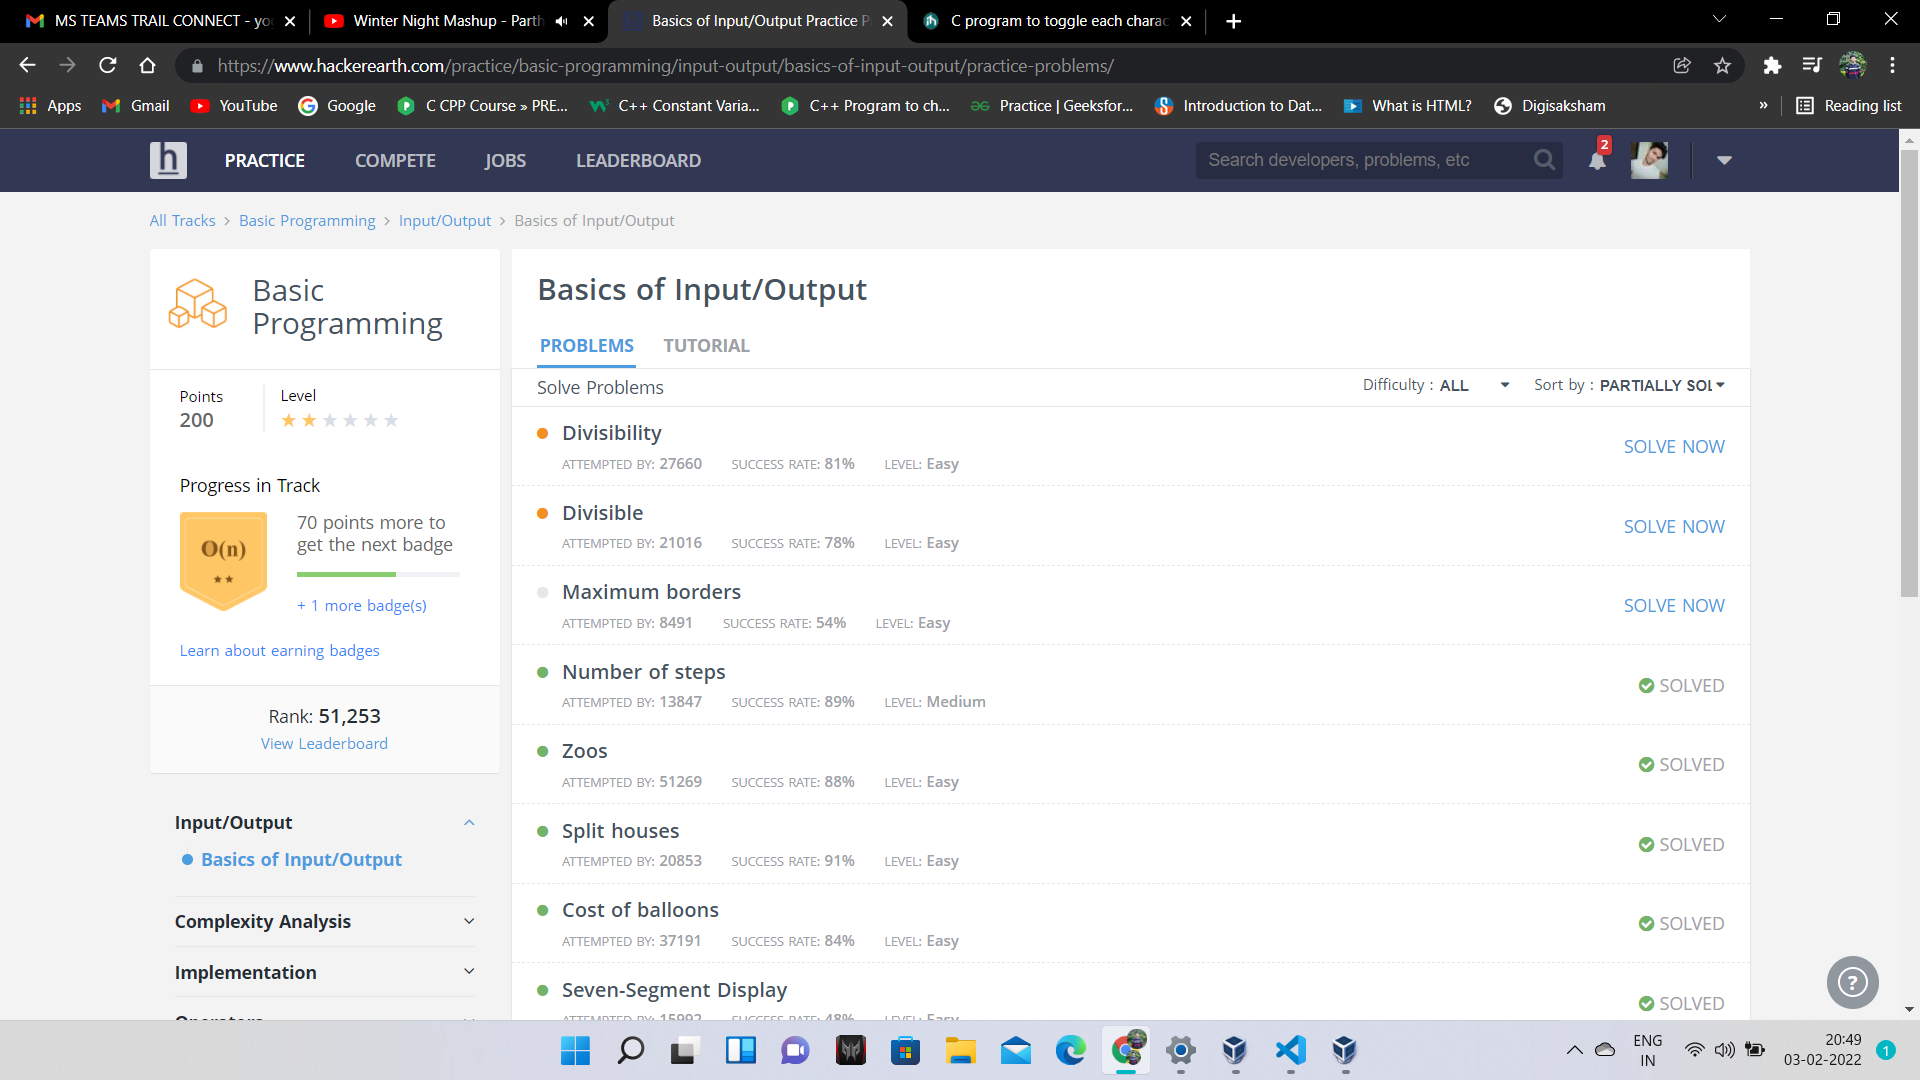 MS TEAMS TRAIL CONNECT - yo
Winter Night Mashup - Parth
Basics of Input/Output Practice P
C program to toggle each charac
https://www.hackerearth.com/practice/basic-programming/input-output/basics-of-input-output/practice-problems/
Apps
Gmail
YouTube
Google
C CPP Course » PRE...
C++ Constant Varia...
C++ Program to ch...
Practice | Geeksfor...
Introduction to Dat...
What is HTML?
Digisaksham
»
Reading list
h
PRACTICE
COMPETE
JOBS
LEADERBOARD
Search developers, problems, etc
2
All Tracks > Basic Programming > Input/Output > Basics of Input/Output
Basic
Programming
Points
200
Level
Progress in Track
O(n)
70 points more to
get the next badge
+ 1 more badge(s)
Learn about earning badges
Rank: 51,253
View Leaderboard
Input/Output
Basics of Input/Output
Complexity Analysis
Implementation
Operators
Basics of Input/Output
PROBLEMS
TUTORIAL
Solve Problems
Difficulty : ALL
Sort by : PARTIALLY SOL
Divisibility
SOLVE NOW
ATTEMPTED BY: 27660 SUCCESS RATE: 81% LEVEL: Easy
Divisible
SOLVE NOW
ATTEMPTED BY: 21016 SUCCESS RATE: 78% LEVEL: Easy
Maximum borders
SOLVE NOW
ATTEMPTED BY: 8491 SUCCESS RATE: 54% LEVEL: Easy
Number of steps
SOLVED
ATTEMPTED BY: 13847 SUCCESS RATE: 89% LEVEL: Medium
Zoos
SOLVED
ATTEMPTED BY: 51269 SUCCESS RATE: 88% LEVEL: Easy
Split houses
SOLVED
ATTEMPTED BY: 20853 SUCCESS RATE: 91% LEVEL: Easy
Cost of balloons
SOLVED
ATTEMPTED BY: 37191 SUCCESS RATE: 84% LEVEL: Easy
Seven-Segment Display
SOLVED
ATTEMPTED BY: 15992 SUCCESS RATE: 48% LEVEL: Easy
?
ENG
IN
20:49
03-02-2022
1